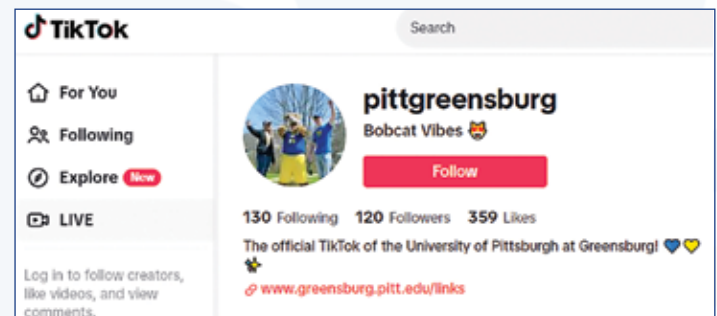 TikTok
Search
For You
Following
Explore New
LIVE
Log in to follow creators,
like videos, and view
comments.
pittgreensburg
Bobcat Vibes 😻
Follow
130 Following 120 Followers 359 Likes
The official TikTok of the University of Pittsburgh at Greensburg! 💙💛
www.greensburg.pitt.edu/links